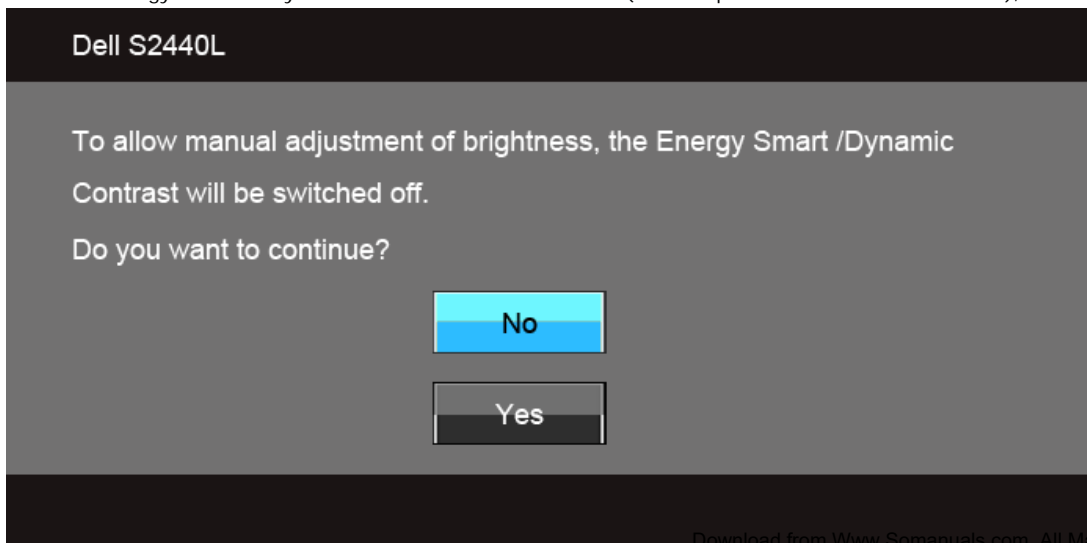 Dell S2440L
To allow manual adjustment of brightness, the Energy Smart /Dynamic
Contrast will be switched off.
Do you want to continue?
No
Yes
Download from Www.Somanuals.com. All M